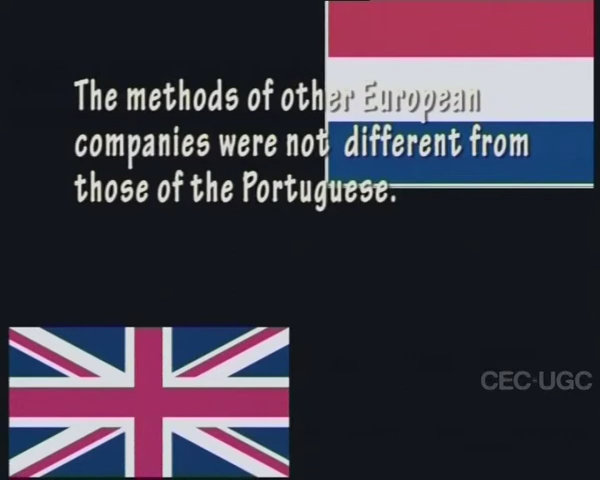 The methods of other European
companies were not different from
those of the Portuguese.
CEC·UGC